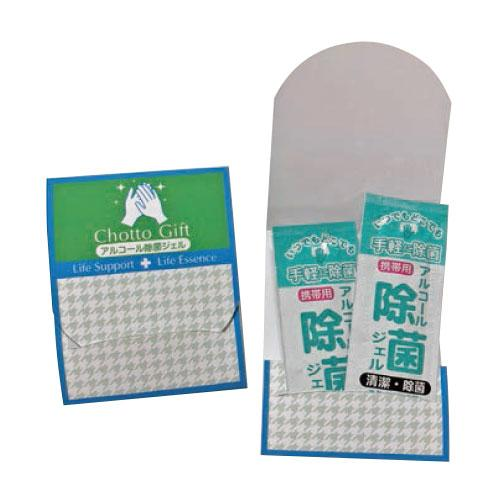 Chotto Gift
アルコール除菌ジェル
Life Support + Life Essence
いつでもどこでも
手軽に除菌
携帯用
アルコール
除菌
ジェル
いつでもどこでも
手軽に除菌
携帯用
アルコール
除菌
ジェル
清潔・除菌